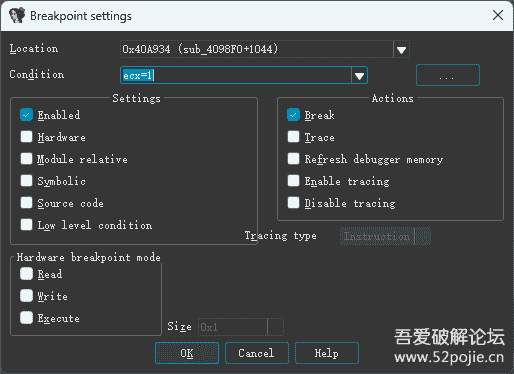 Breakpoint settings
Location 0x40A934 (sub_4098F0+1044)
Condition ecx=1 ...
Settings
Enabled
Hardware
Module relative
Symbolic
Source code
Low level condition
Actions
Break
Trace
Refresh debugger memory
Enable tracing
Disable tracing
Tracing type Instruction
Hardware breakpoint mode
Read
Write
Execute
Size 0x1
OK Cancel Help
吾爱破解论坛
www.52pojie.cn